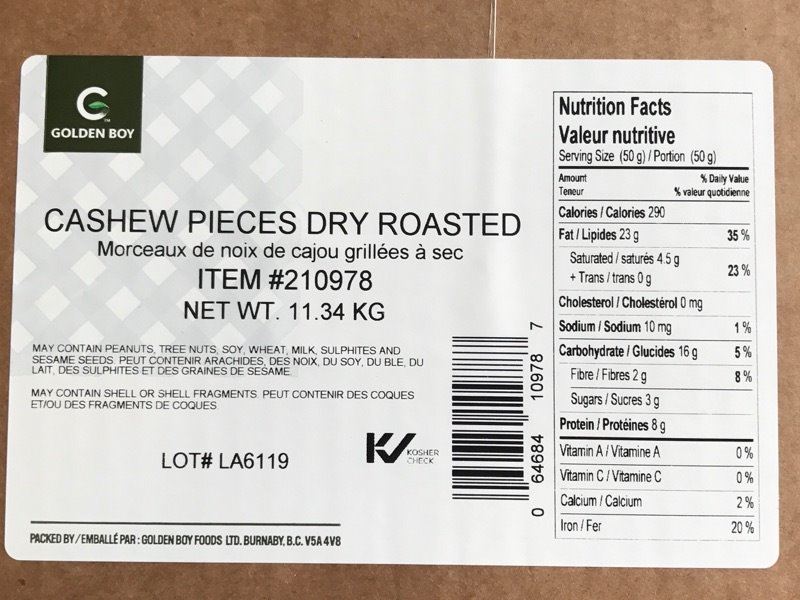 GOLDEN BOY
CASHEW PIECES DRY ROASTED
Morceaux de noix de cajou grillées à sec
ITEM #210978
NET WT. 11.34 KG
MAY CONTAIN PEANUTS, TREE NUTS, SOY, WHEAT, MILK, SULPHITES AND
SESAME SEEDS. PEUT CONTENIR ARACHIDES, DES NOIX, DU SOY, DU BLE, DU
LAIT, DES SULPHITES ET DES GRAINES DE SESAME
MAY CONTAIN SHELL OR SHELL FRAGMENTS. PEUT CONTENIR DES COQUES
ET/OU DES FRAGMENTS DE COQUES
LOT# LA6119
KOSHER
CHECK
PACKED BY/EMBALLÉ PAR : GOLDEN BOY FOODS LTD. BURNABY, B.C. V5A 4V8
0 64684 10978 7
Nutrition Facts
Valeur nutritive
Serving Size (50 g) / Portion (50 g)
Amount % Daily Value
Teneur % valeur quotidienne
Calories / Calories 290
Fat / Lipides 23 g 35 %
Saturated / saturés 4.5 g
+ Trans / trans 0 g 23 %
Cholesterol / Cholestérol 0 mg
Sodium / Sodium 10 mg 1 %
Carbohydrate / Glucides 16 g 5 %
Fibre / Fibres 2 g 8 %
Sugars / Sucres 3 g
Protein / Protéines 8 g
Vitamin A / Vitamine A 0 %
Vitamin C / Vitamine C 0 %
Calcium / Calcium 2 %
Iron / Fer 20 %